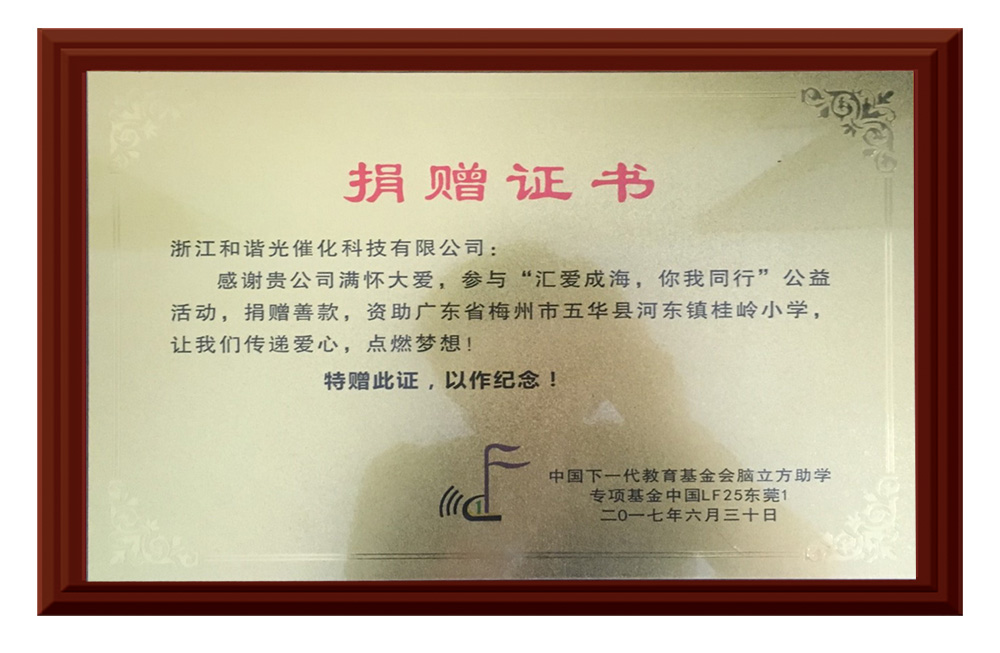 捐赠证书
浙江和谐光催化科技有限公司:
感谢贵公司满怀大爱，参与“汇爱成海，你我同行”公益
活动，捐赠善款，资助广东省梅州市五华县河东镇桂岭小学，
让我们传递爱心，点燃梦想！
特赠此证，以作纪念！
中国下一代教育基金会脑立方助学
专项基金中国LF25东莞1
二〇一七年六月三十日